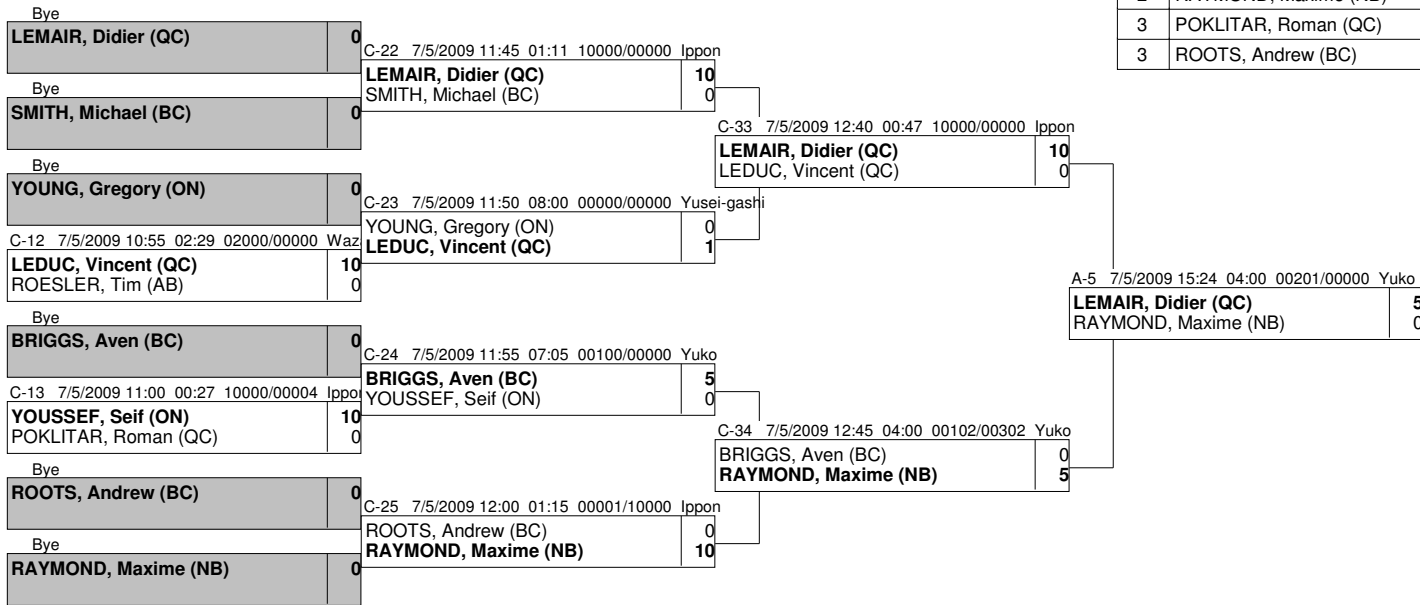 Bye
LEMAIR, Didier (QC) 0
Bye
SMITH, Michael (BC) 0
Bye
YOUNG, Gregory (ON) 0
C-12 7/5/2009 10:55 02:29 02000/00000
LEDUC, Vincent (QC) 10
ROESLER, Tim (AB) 0
Bye
BRIGGS, Aven (BC) 0
C-13 7/5/2009 11:00 00:27 10000/00004
YOUSSEF, Seif (ON) 10
POKLITAR, Roman (QC) 0
Bye
ROOTS, Andrew (BC) 0
Bye
RAYMOND, Maxime (NB) 0
C-22 7/5/2009 11:45 01:11 10000/00000 Ippon
LEMAIR, Didier (QC) 10
SMITH, Michael (BC) 0
C-23 7/5/2009 11:50 08:00 00000/00000 Yusei-gashi
YOUNG, Gregory (ON) 0
LEDUC, Vincent (QC) 1
C-24 7/5/2009 11:55 07:05 00100/00000 Yuko
BRIGGS, Aven (BC) 5
YOUSSEF, Seif (ON) 0
C-25 7/5/2009 12:00 01:15 00001/10000 Ippon
ROOTS, Andrew (BC) 0
RAYMOND, Maxime (NB) 10
C-33 7/5/2009 12:40 00:47 10000/00000 Ippon
LEMAIR, Didier (QC) 10
LEDUC, Vincent (QC) 0
C-34 7/5/2009 12:45 04:00 00102/00302 Yuko
BRIGGS, Aven (BC) 0
RAYMOND, Maxime (NB) 5
A-5 7/5/2009 15:24 04:00 00201/00000 Yuko
LEMAIR, Didier (QC) 5
RAYMOND, Maxime (NB) 0
3 POKLITAR, Roman (QC)
3 ROOTS, Andrew (BC)